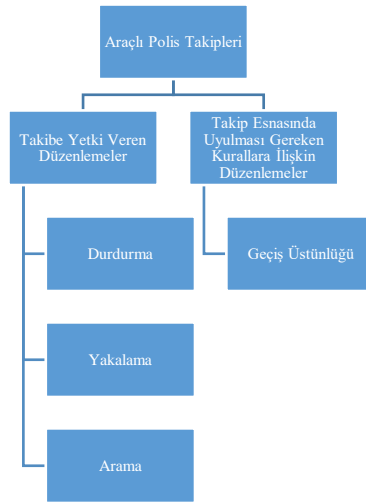 Araçlı Polis Takipleri
Takibe Yetki Veren
Düzenlemeler
Takip Esnasında
Uyulması Gereken
Kurallara İlişkin
Düzenlemeler
Durdurma
Geçiş Üstünlüğü
Yakalama
Arama